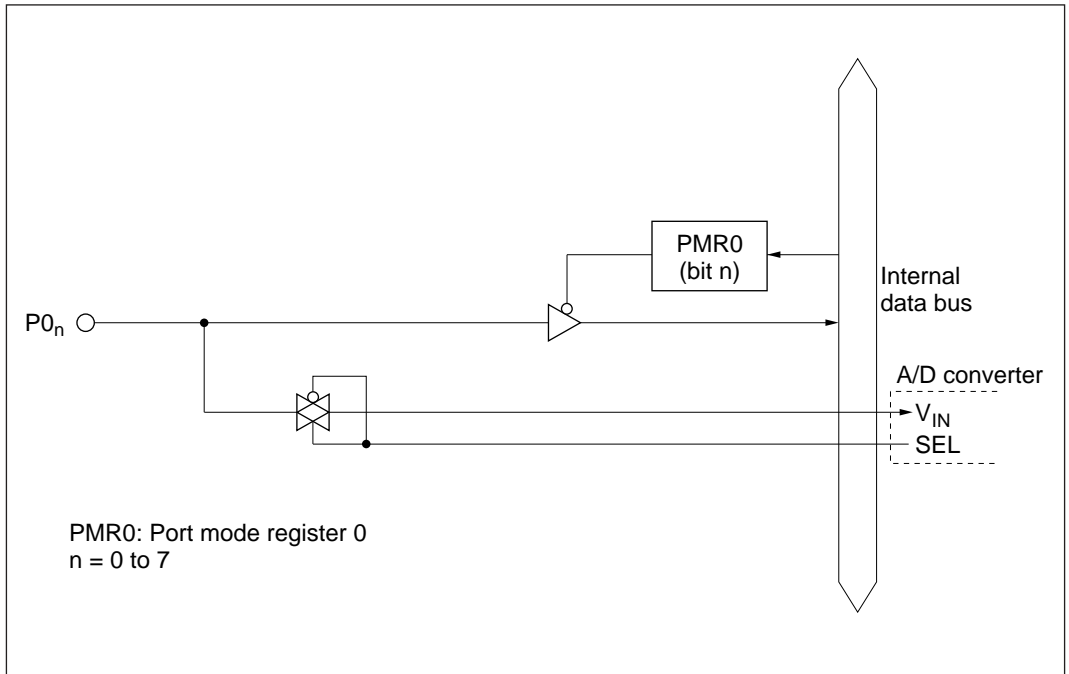 PMR0
(bit n)
Internal
data bus
P0n
A/D converter
VIN
SEL
PMR0: Port mode register 0
n = 0 to 7